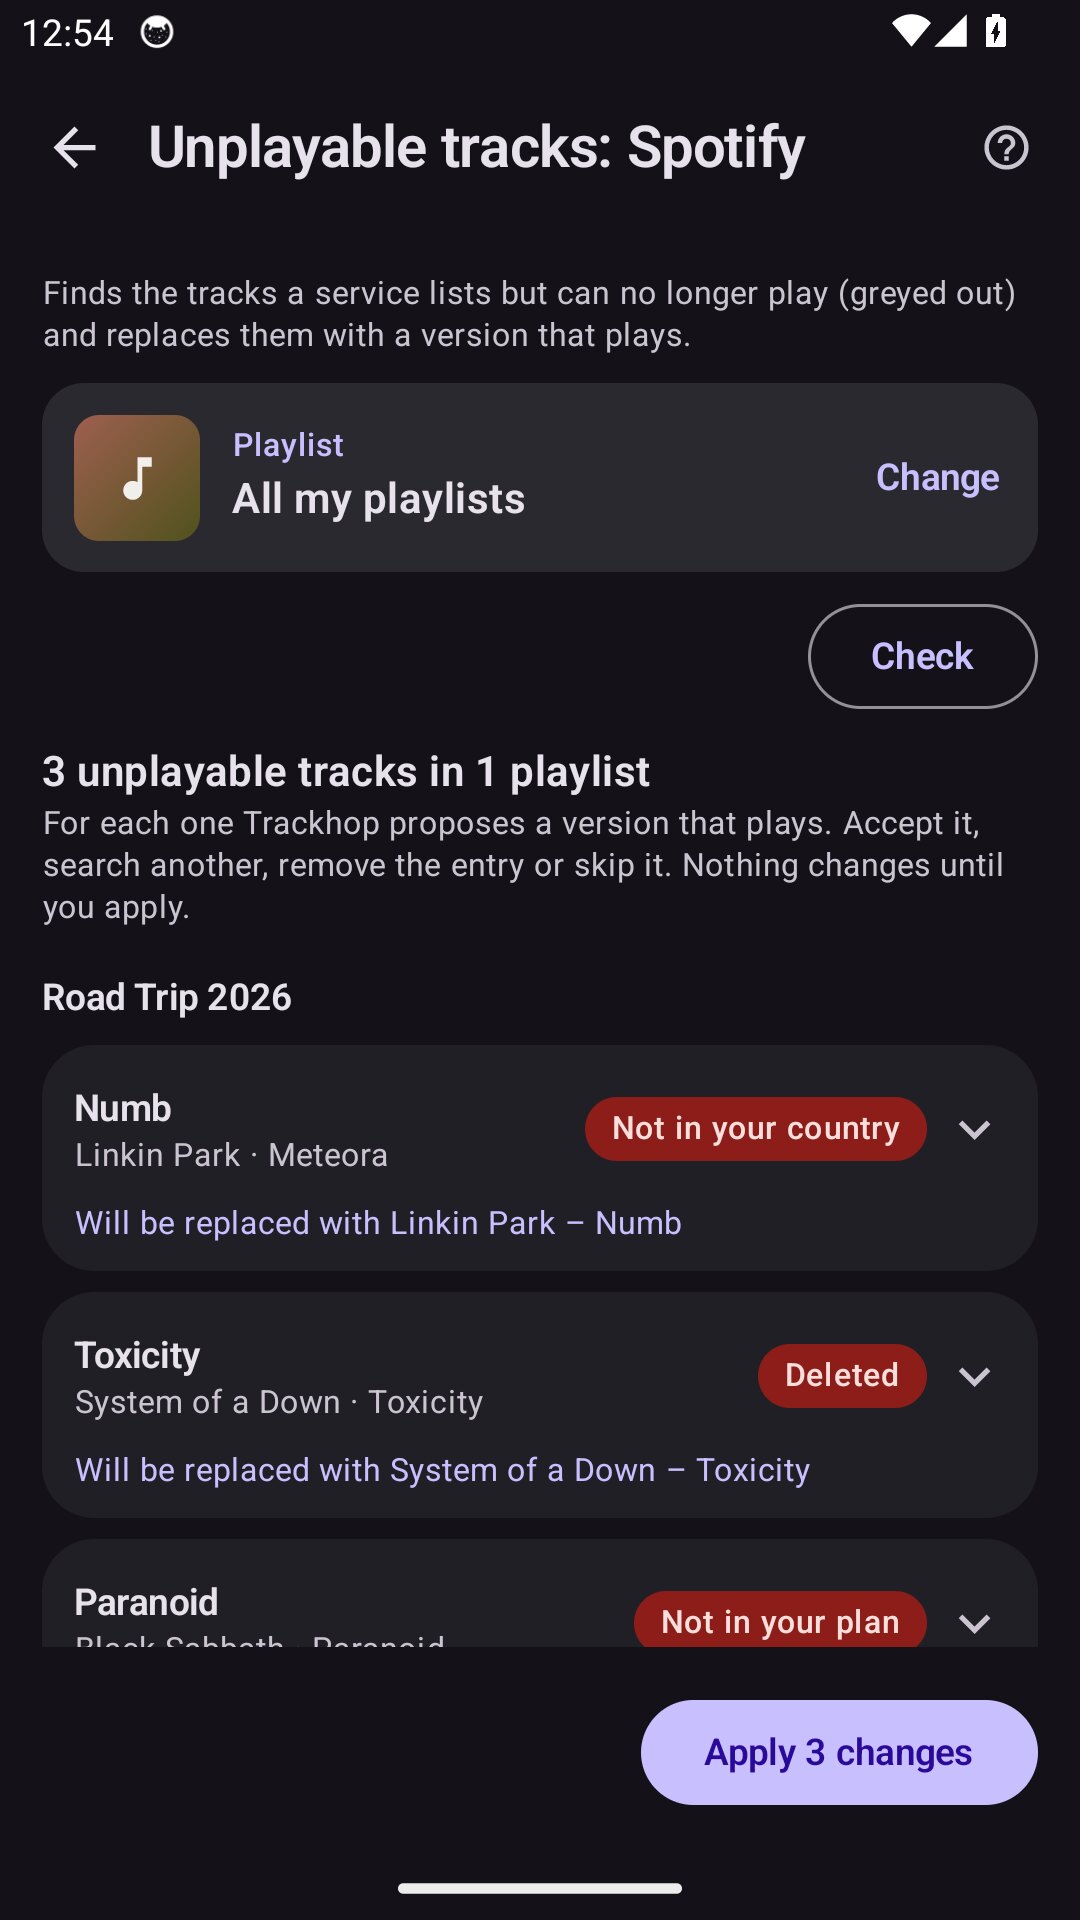 12:54
Unplayable tracks: Spotify
Finds the tracks a service lists but can no longer play (greyed out)
and replaces them with a version that plays.
Playlist
All my playlists
Change
Check
3 unplayable tracks in 1 playlist
For each one Trackhop proposes a version that plays. Accept it,
search another, remove the entry or skip it. Nothing changes until
you apply.
Road Trip 2026
Numb
Linkin Park · Meteora
Not in your country
Will be replaced with Linkin Park – Numb
Toxicity
System of a Down · Toxicity
Deleted
Will be replaced with System of a Down – Toxicity
Paranoid
Black Sabbath · Paranoid
Not in your plan
Apply 3 changes